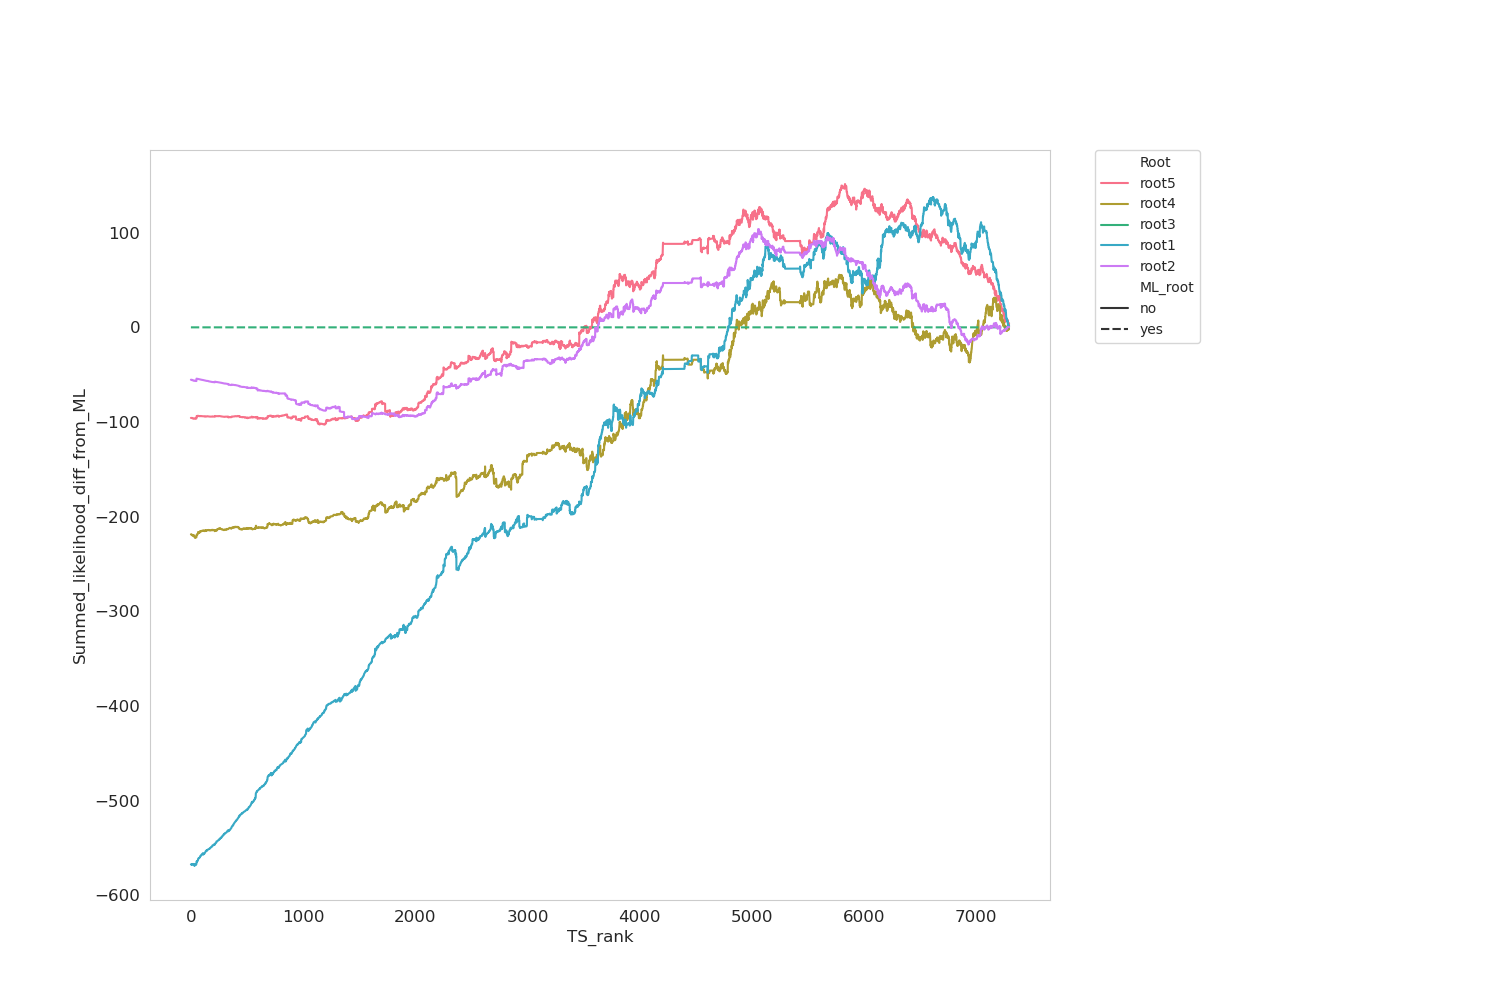 Root
root5
root4
root3
root1
root2
ML_root
no
yes
100
0
−100
−200
−300
−400
−500
−600
Summed_likelihood_diff_from_ML
0 1000 2000 3000 4000 5000 6000 7000
TS_rank